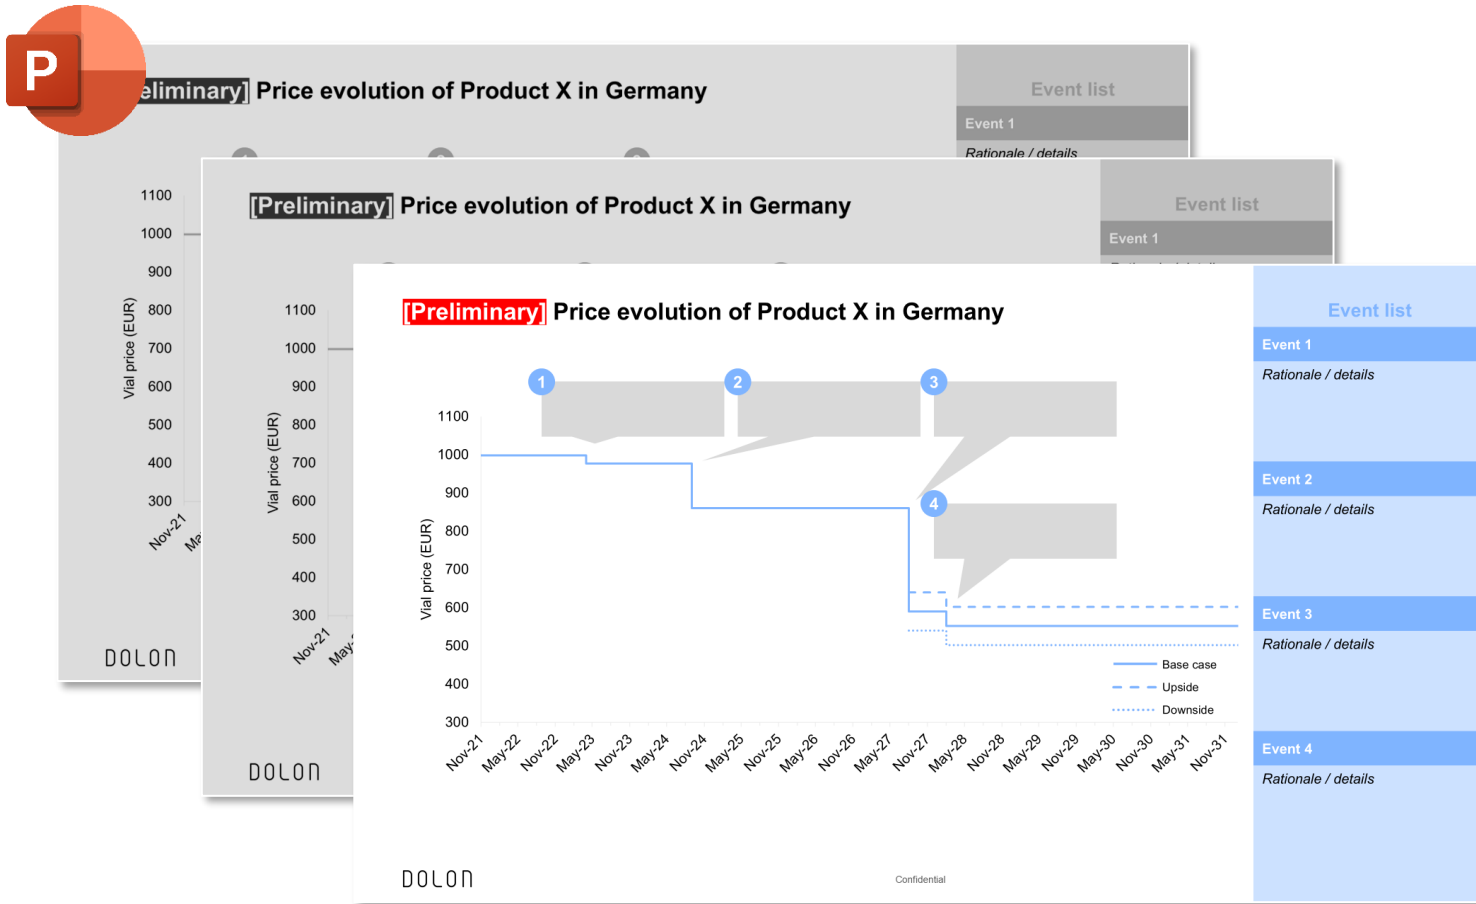 P
eliminary] Price evolution of Product X in Germany
Event list
Event 1
Rationale / details
1100
1000
900
800
700
600
500
400
300
Vial price (EUR)
Nov-21
DOLON
[Preliminary] Price evolution of Product X in Germany
Event list
Event 1
1100
1000
900
800
700
600
500
400
300
Vial price (EUR)
Nov-21
May-
DOLON
[Preliminary] Price evolution of Product X in Germany
1
2
3
4
1100
1000
900
800
700
600
500
400
300
Vial price (EUR)
Nov-21
May-22
Nov-22
May-23
Nov-23
May-24
Nov-24
May-25
Nov-25
May-26
Nov-26
May-27
Nov-27
May-28
Nov-28
May-29
Nov-29
May-30
Nov-30
May-31
Nov-31
Base case
Upside
Downside
Event list
Event 1
Rationale / details
Event 2
Rationale / details
Event 3
Rationale / details
Event 4
Rationale / details
DOLON
Confidential